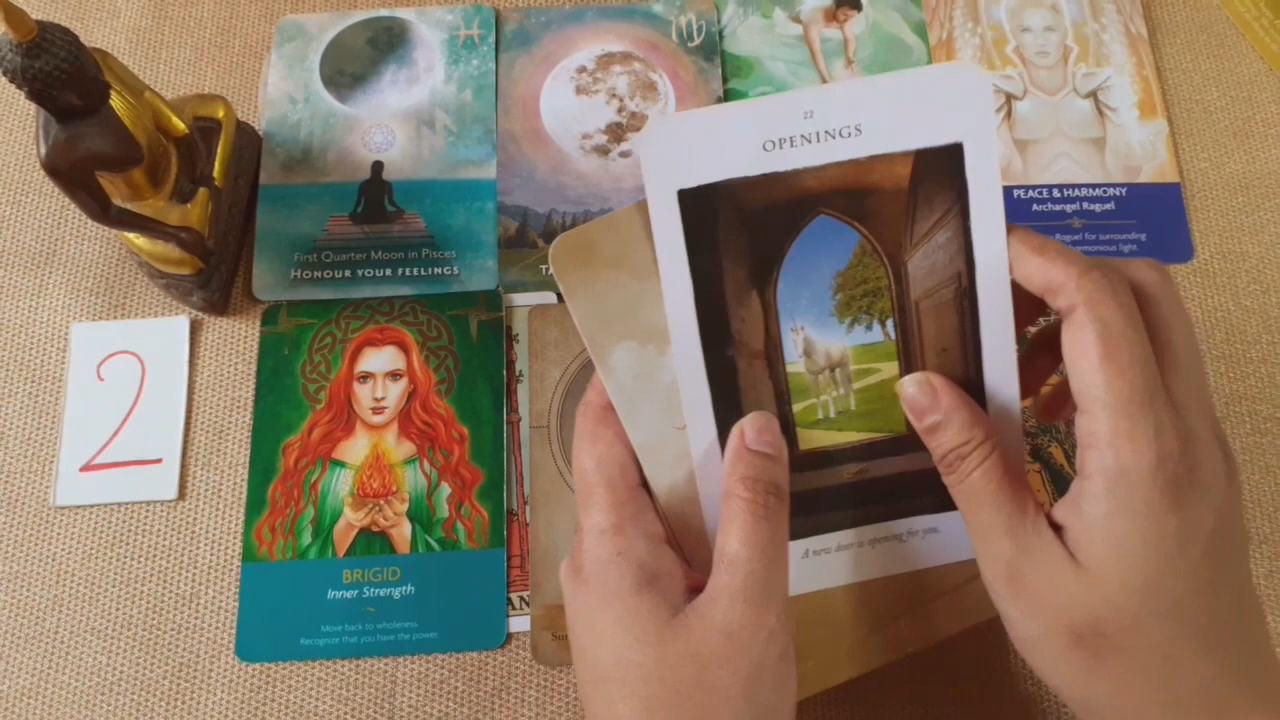 ♓
♍
First Quarter Moon in Pisces
HONOUR YOUR FEELINGS
22
OPENINGS
A new door is opening for you.
PEACE & HARMONY
Archangel Raguel
Raguel for surrounding
harmonious light.
2
BRIGID
Inner Strength
Move back to wholeness.
Recognize that you have the power.